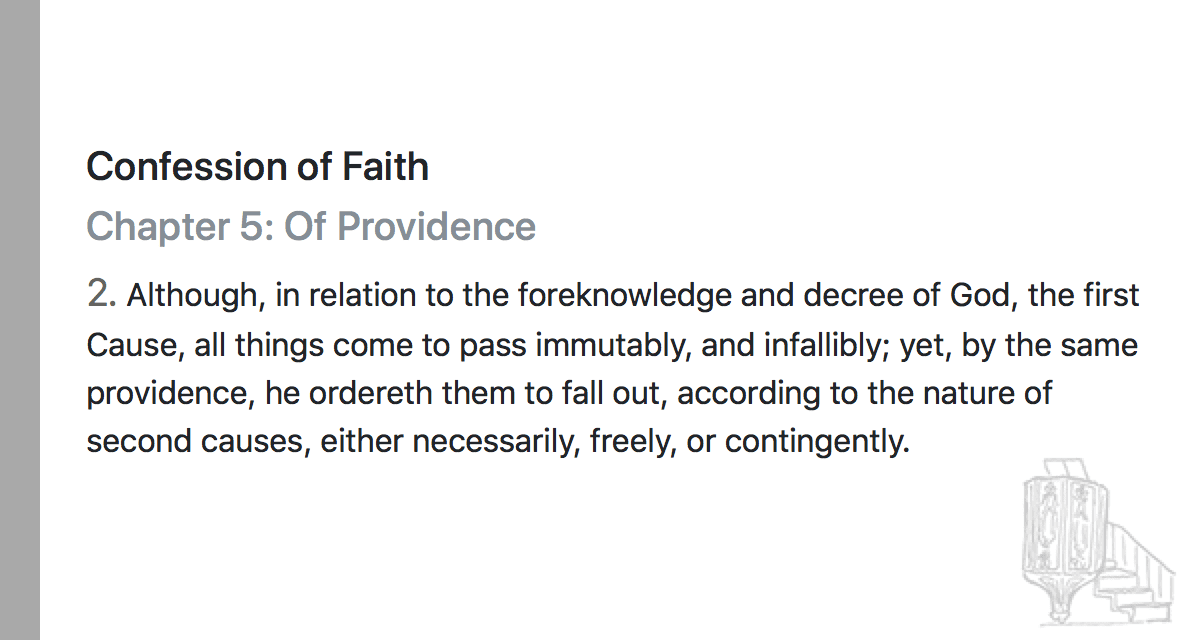 Confession of Faith
Chapter 5: Of Providence
2. Although, in relation to the foreknowledge and decree of God, the first
Cause, all things come to pass immutably, and infallibly; yet, by the same
providence, he ordereth them to fall out, according to the nature of
second causes, either necessarily, freely, or contingently.